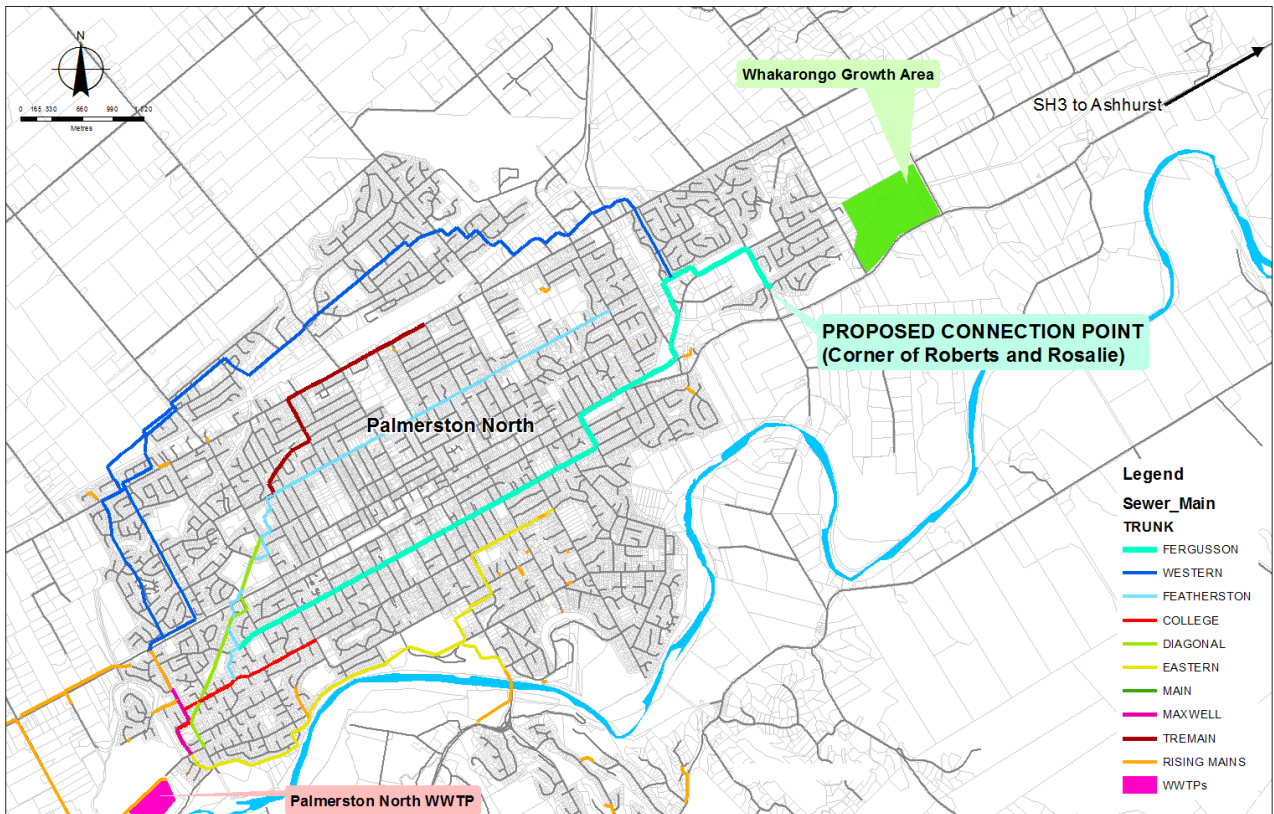 N
0 165 330 660 990 1,320
Metres
Whakarongo Growth Area
SH3 to Ashhurst
PROPOSED CONNECTION POINT
(Corner of Roberts and Rosalie)
Palmerston North
Legend
Sewer_Main
TRUNK
FERGUSSON
WESTERN
FEATHERSTON
COLLEGE
DIAGONAL
EASTERN
MAIN
MAXWELL
TREMAIN
RISING MAINS
WWTPs
Palmerston North WWTP